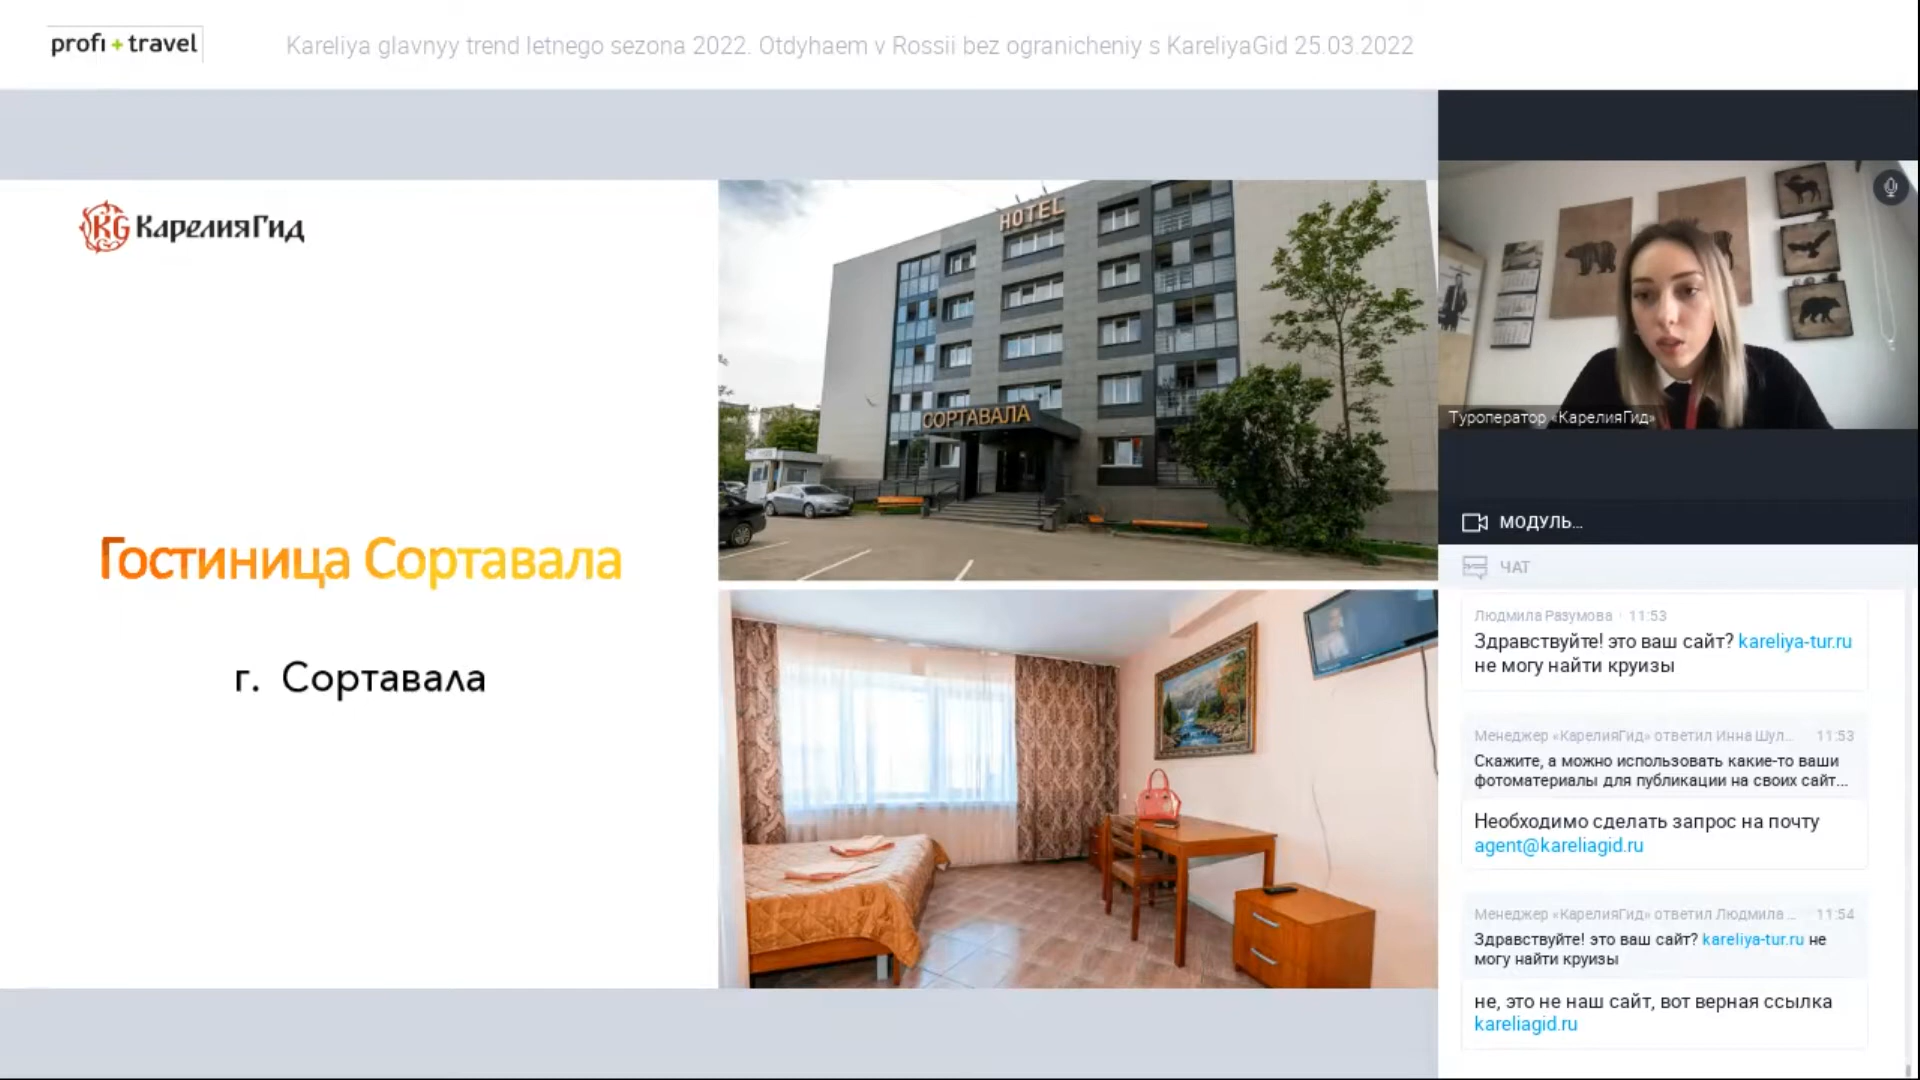 profi + travel
Kareliya glavnyy trend letnego sezona 2022. Otdyhaem v Rossii bez ogranicheniy s KareliyaGid 25.03.2022
KG КарелияГид
Гостиница Сортавала
г. Сортавала
HOTEL
СОРТАВАЛА
Туроператор «КарелияГид»
МОДУЛЬ...
ЧАТ
Людмила Разумова · 11:53
Здравствуйте! это ваш сайт? kareliya-tur.ru
не могу найти круизы
Менеджер «КарелияГид» ответил Инна Шул... 11:53
Скажите, а можно использовать какие-то ваши
фотоматериалы для публикации на своих сайт...
Необходимо сделать запрос на почту
agent@kareliagid.ru
Менеджер «КарелияГид» ответил Людмила ... 11:54
Здравствуйте! это ваш сайт? kareliya-tur.ru не
могу найти круизы
не, это не наш сайт, вот верная ссылка
kareliagid.ru